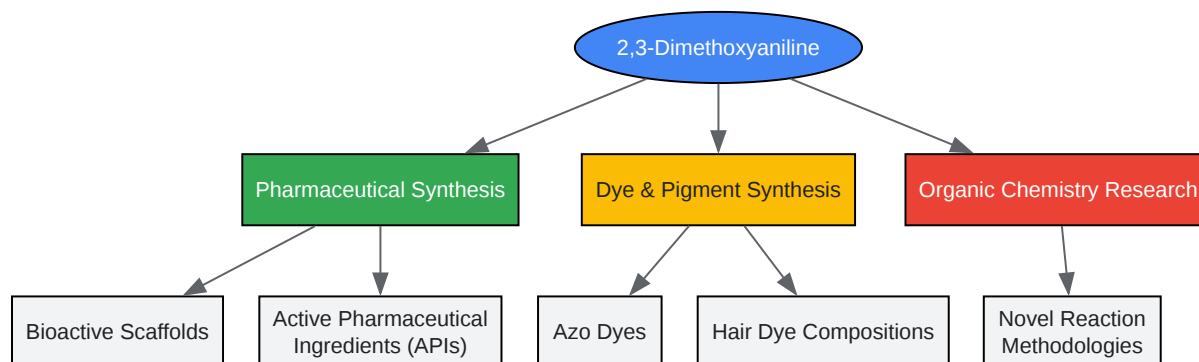 2,3-Dimethoxyaniline
Pharmaceutical Synthesis
Dye & Pigment Synthesis
Organic Chemistry Research
Bioactive Scaffolds
Active Pharmaceutical
Ingredients (APIs)
Azo Dyes
Hair Dye Compositions
Novel Reaction
Methodologies